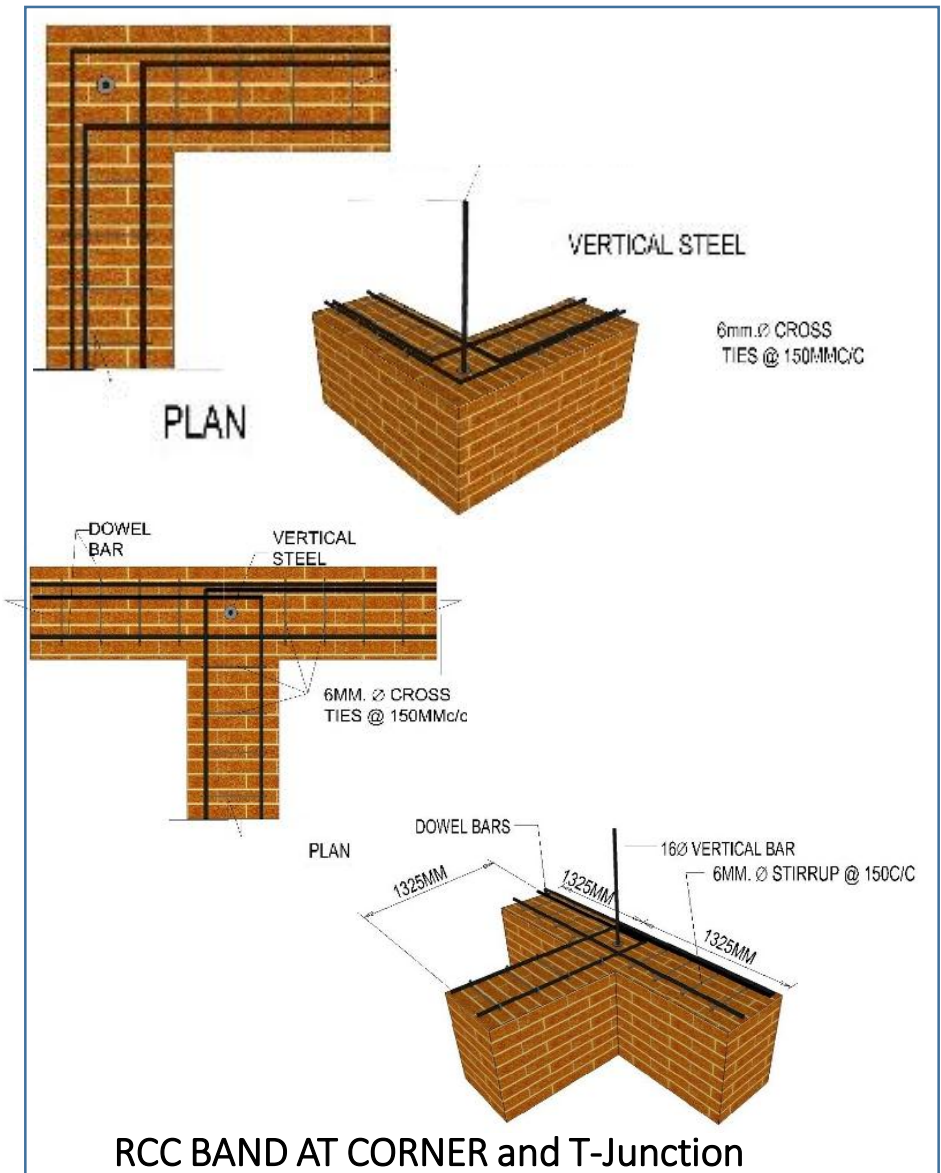 VERTICAL STEEL
6mm.Ø CROSS
TIES @ 150MMC/C
PLAN
DOWEL
BAR
VERTICAL
STEEL
6MM. Ø CROSS
TIES @ 150MMc/c
PLAN
DOWEL BARS
16Ø VERTICAL BAR
6MM. Ø STIRRUP @ 150C/C
1325MM
1325MM
1325MM
RCC BAND AT CORNER and T-Junction